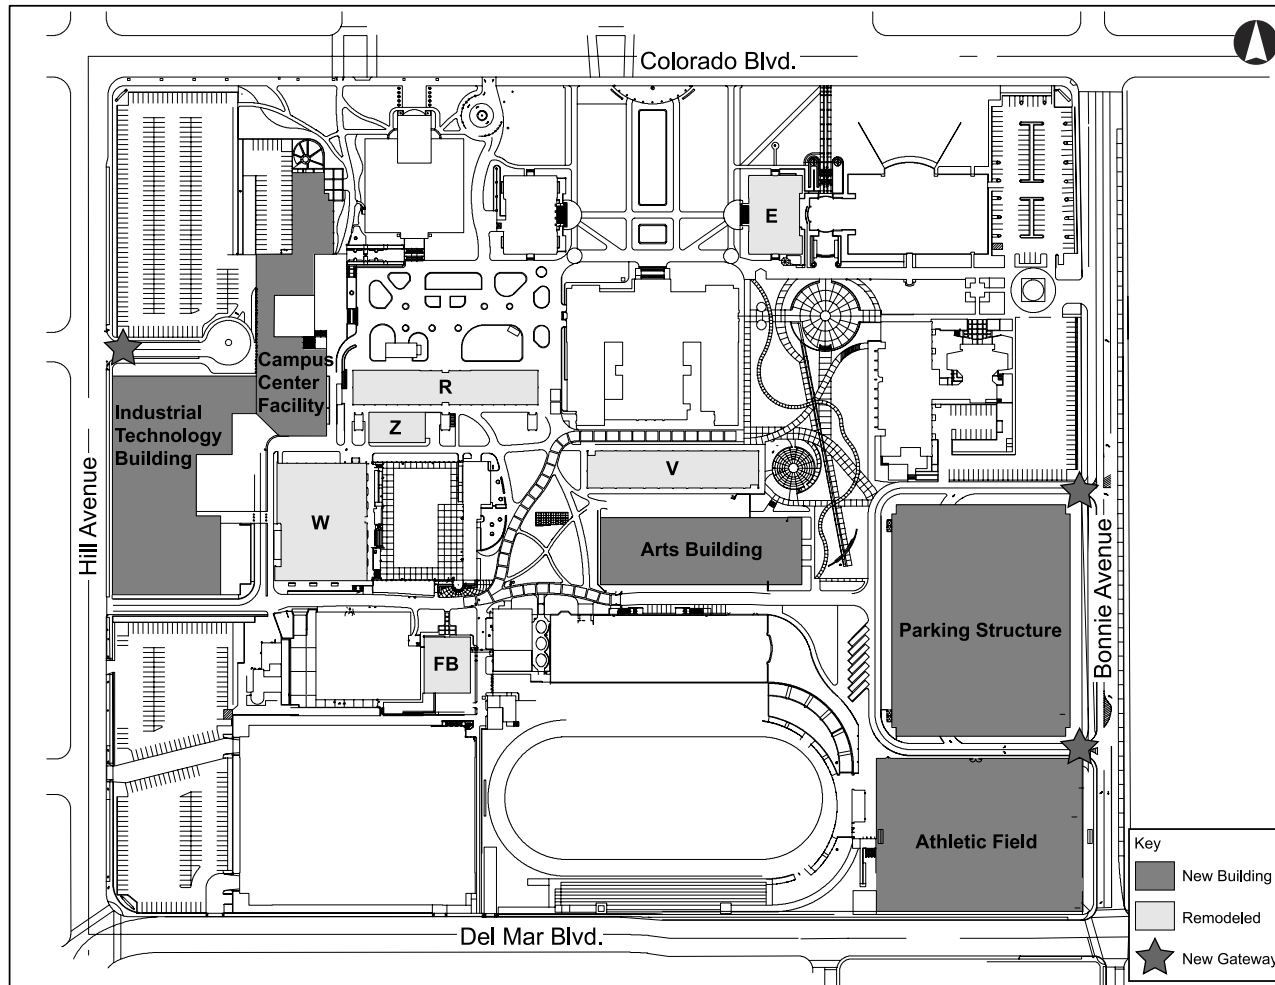 Colorado Blvd.
E
Campus
Center
Facility
R
Industrial
Technology
Building
Z
V
Hill Avenue
W
Arts Building
Bonnie Avenue
Parking Structure
FB
Athletic Field
Key
New Building
Remodeled
New Gateway
Del Mar Blvd.